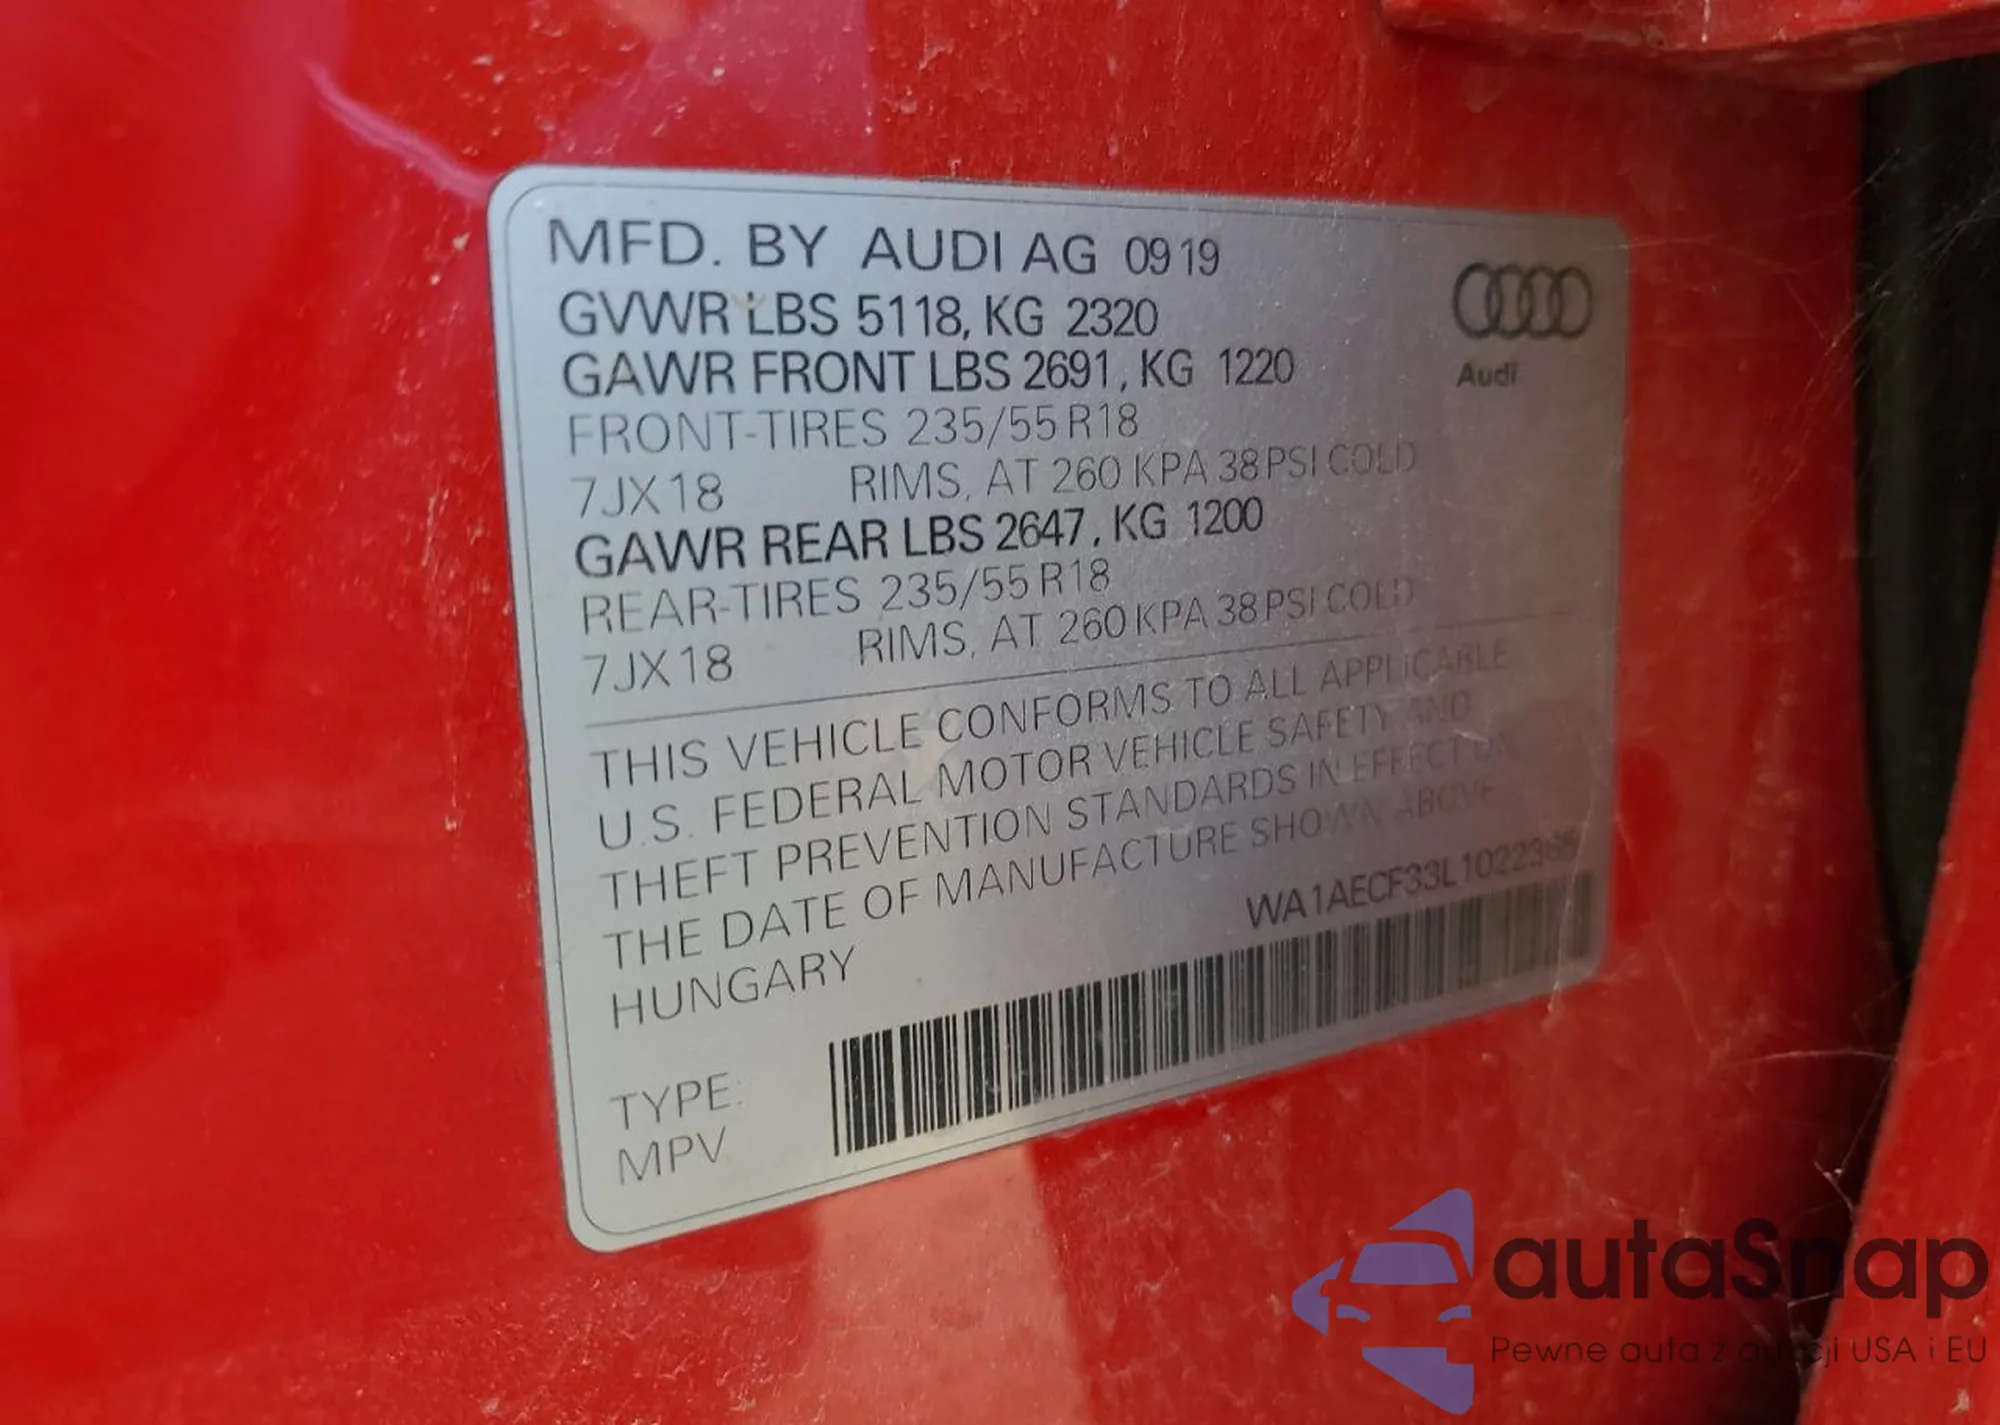 MFD. BY AUDI AG 0919
GVWR LBS 5118, KG 2320
GAWR FRONT LBS 2691, KG 1220
FRONT-TIRES 235/55 R18
7JX18 RIMS, AT 260 KPA 38 PSI COLD
GAWR REAR LBS 2647, KG 1200
REAR-TIRES 235/55 R18
7JX18 RIMS, AT 260 KPA 38 PSI COLD
Audi
THIS VEHICLE CONFORMS TO ALL APPLICABLE
U.S. FEDERAL MOTOR VEHICLE SAFETY AND
THEFT PREVENTION STANDARDS IN EFFECT ON
THE DATE OF MANUFACTURE SHOWN ABOVE
HUNGARY
TYPE:
MPV
autaSnap
Pewne auta z aukcji USA i EU